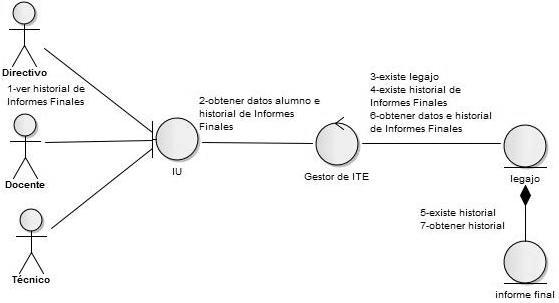 Directivo
1-ver historial de
Informes Finales
Docente
Técnico
IU
2-obtener datos alumno e
historial de Informes
Finales
Gestor de ITE
3-existe legajo
4-existe historial de
Informes Finales
6-obtener datos e historial
de Informes Finales
legajo
5-existe historial
7-obtener historial
informe final